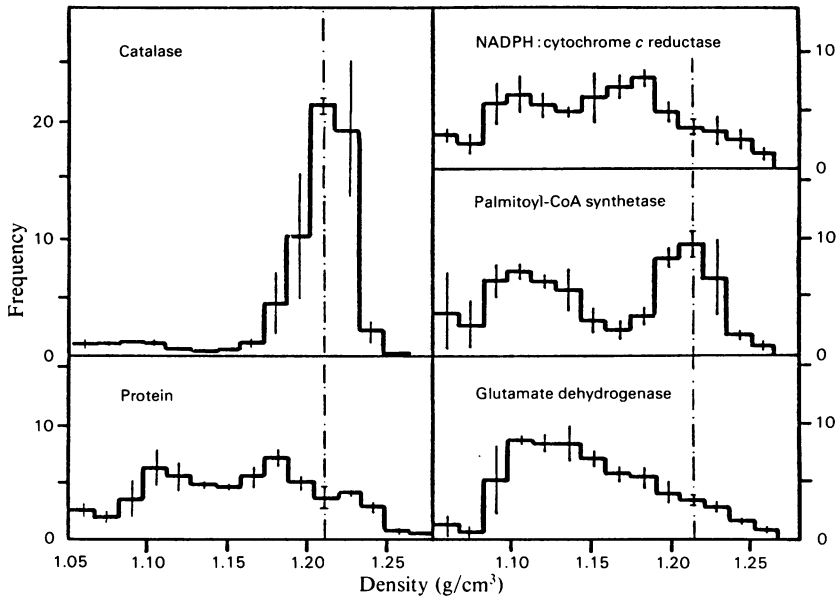 Catalase
NADPH : cytochrome c reductase
10
20
0
Palmitoyl-CoA synthetase
10
10
Frequency
0
0
Protein
Glutamate dehydrogenase
10
10
0
0
1.05
1.10
1.15
1.20
1.25
1.10
1.15
1.20
1.25
Density (g/cm³)